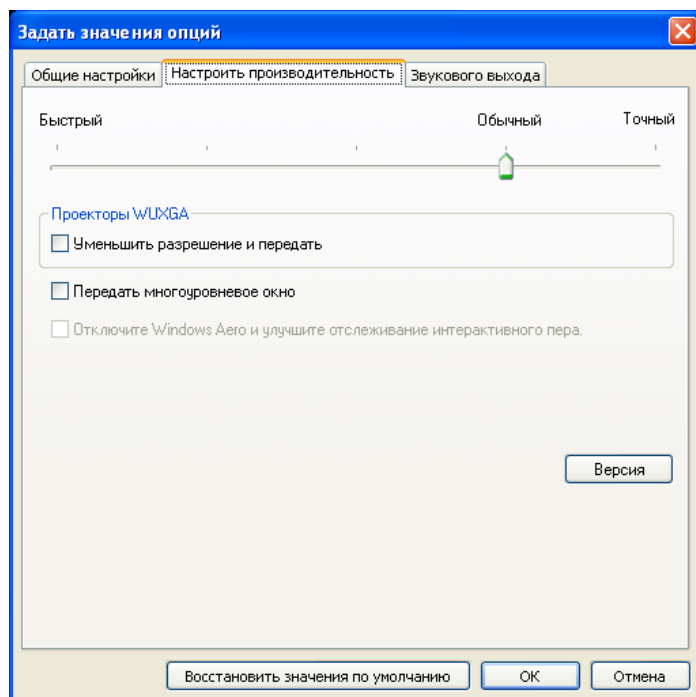 Задать значения опций
Общие настройки Настроить производительность Звукового выхода
Быстрый Обычный Точный
Проекторы WUXGA
Уменьшить разрешение и передать
Передать многоуровневое окно
Отключите Windows Aero и улучшите отслеживание интерактивного пера.
Версия
Восстановить значения по умолчанию ОК Отмена